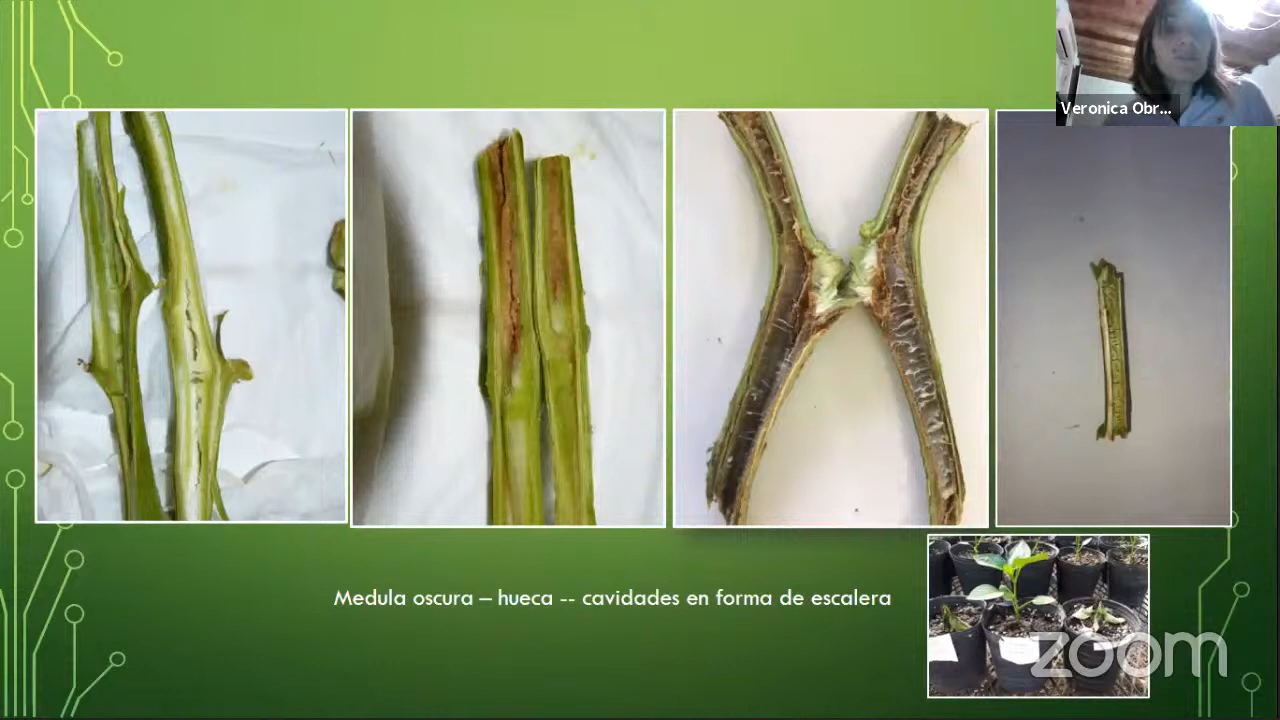 Veronica Obr...
Medula oscura – hueca -- cavidades en forma de escalera
zoom